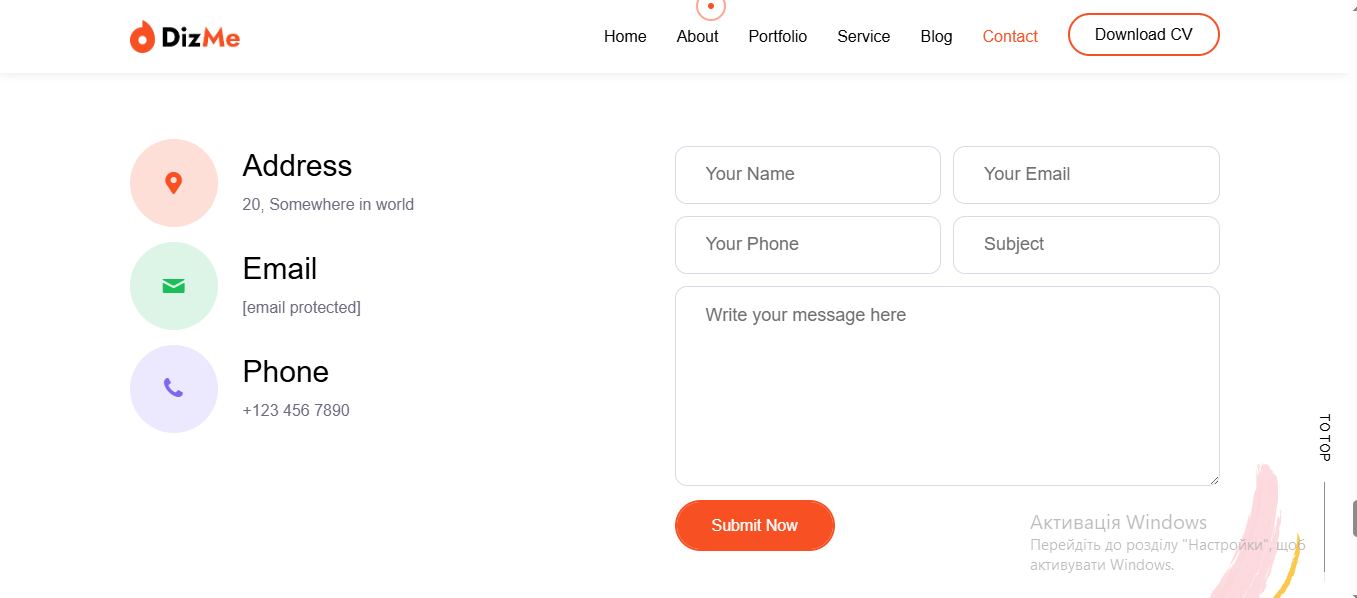 DizMe
Home About Portfolio Service Blog Contact Download CV
Address
20, Somewhere in world
Email
[email protected]
Phone
+123 456 7890
Your Name
Your Email
Your Phone
Subject
Write your message here
Submit Now
TO TOP
Активація Windows
Перейдіть до розділу "Настройки", щоб
активувати Windows.